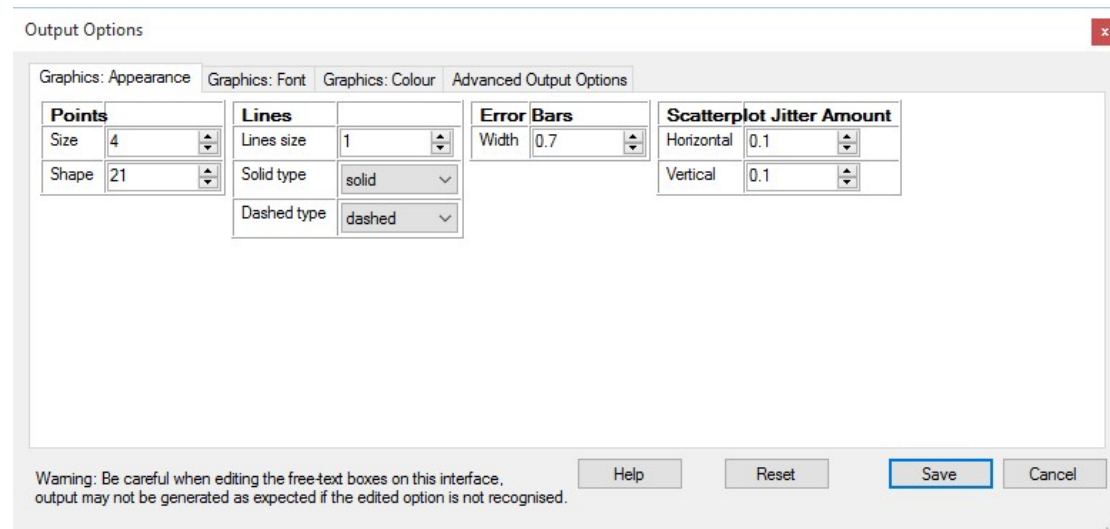 Output Options
x
Graphics: Appearance Graphics: Font Graphics: Colour Advanced Output Options
Points Lines Error Bars Scatterplot Jitter Amount
Size 4 Lines size 1 Width 0.7 Horizontal 0.1
Shape 21 Solid type solid Vertical 0.1
Dashed type dashed
Warning: Be careful when editing the free-text boxes on this interface,
output may not be generated as expected if the edited option is not recognised.
Help Reset Save Cancel